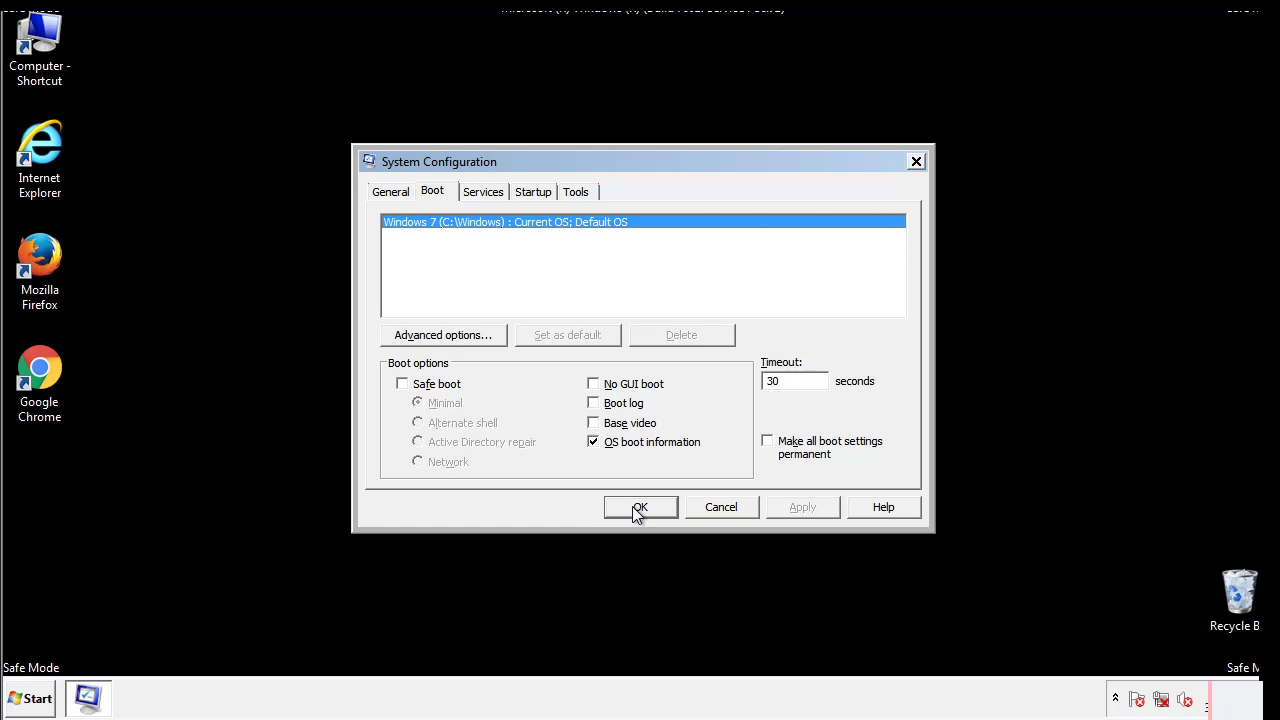 Computer -
Shortcut
Internet
Explorer
Mozilla
Firefox
Google
Chrome
System Configuration
General Boot Services Startup Tools
Windows 7 (C:\Windows) : Current OS; Default OS
Advanced options... Set as default Delete
Boot options
Safe boot
Minimal
Alternate shell
Active Directory repair
Network
No GUI boot
Boot log
Base video
OS boot information
Timeout:
30 seconds
Make all boot settings
permanent
OK Cancel Apply Help
Recycle B
Safe Mode
Safe M
Start